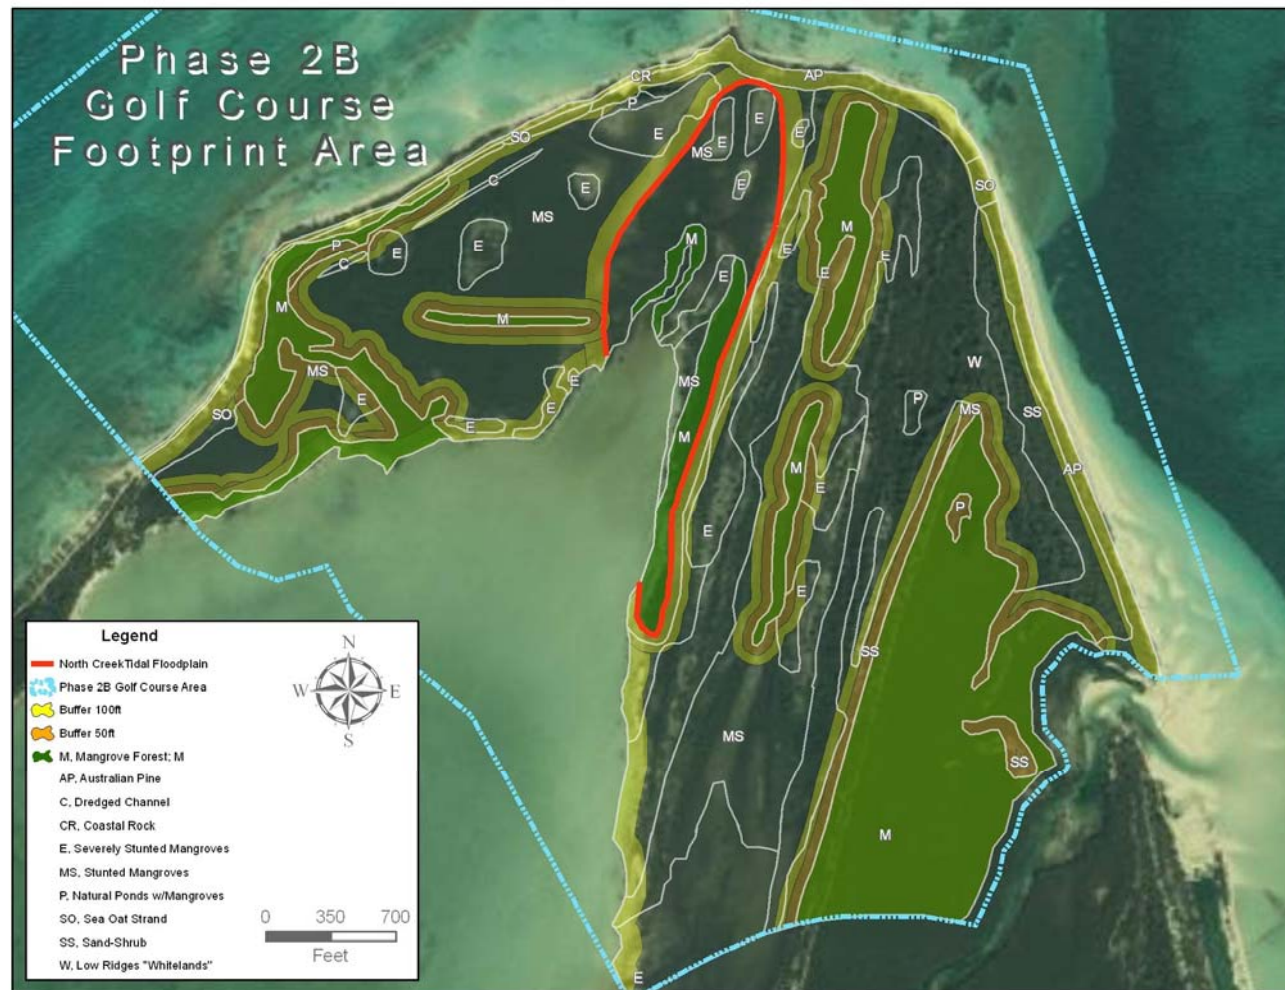 Phase 2B
Golf Course
Footprint Area
CR
AP
P
E
E
E
SO
MS
E
C
E
E
SO
MS
M
M
P
E
E
E
C
E
E
E
M
M
MS
W
SO
E
E
E
MS
P
MS
SS
E
M
M
AP
E
P
E
E
SS
MS
SS
M
E
Legend
North CreekTidal Floodplain
Phase 2B Golf Course Area
Buffer 100ft
Buffer 50ft
M, Mangrove Forest; M
AP, Australian Pine
C, Dredged Channel
CR, Coastal Rock
E, Severely Stunted Mangroves
MS, Stunted Mangroves
P, Natural Ponds w/Mangroves
SO, Sea Oat Strand
SS, Sand-Shrub
W, Low Ridges "Whitelands"
N
W E
S
0 350 700
Feet